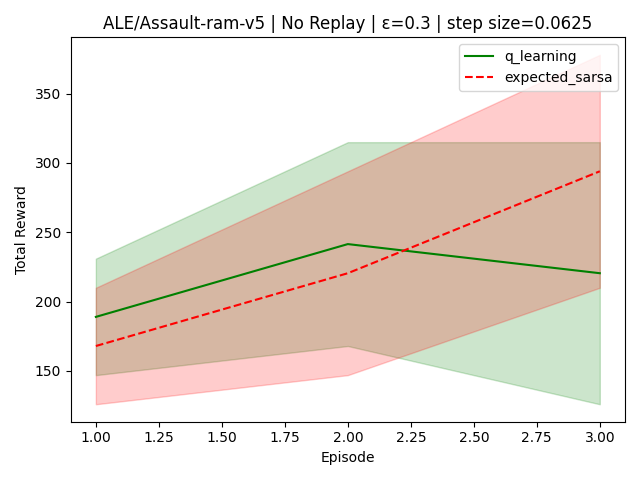 ALE/Assault-ram-v5 | No Replay | ε=0.3 | step size=0.0625
q_learning
expected_sarsa
Total Reward
350
300
250
200
150
1.00 1.25 1.50 1.75 2.00 2.25 2.50 2.75 3.00
Episode